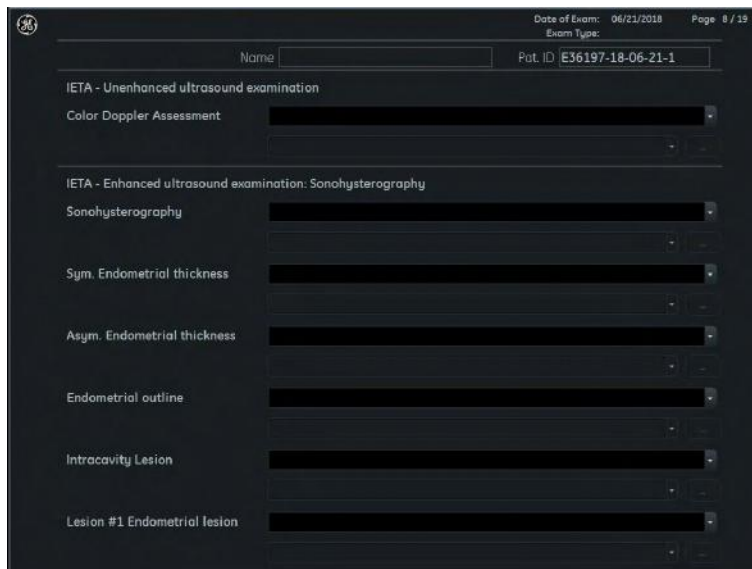 Date of Exam: 06/21/2018 Page 8 / 19
Exam Type:
Name Pat. ID E36197-18-06-21-1
IETA - Unenhanced ultrasound examination
Color Doppler Assessment
IETA - Enhanced ultrasound examination: Sonohysterography
Sonohysterography
Sym. Endometrial thickness
Asym. Endometrial thickness
Endometrial outline
Intracavity Lesion
Lesion #1 Endometrial lesion